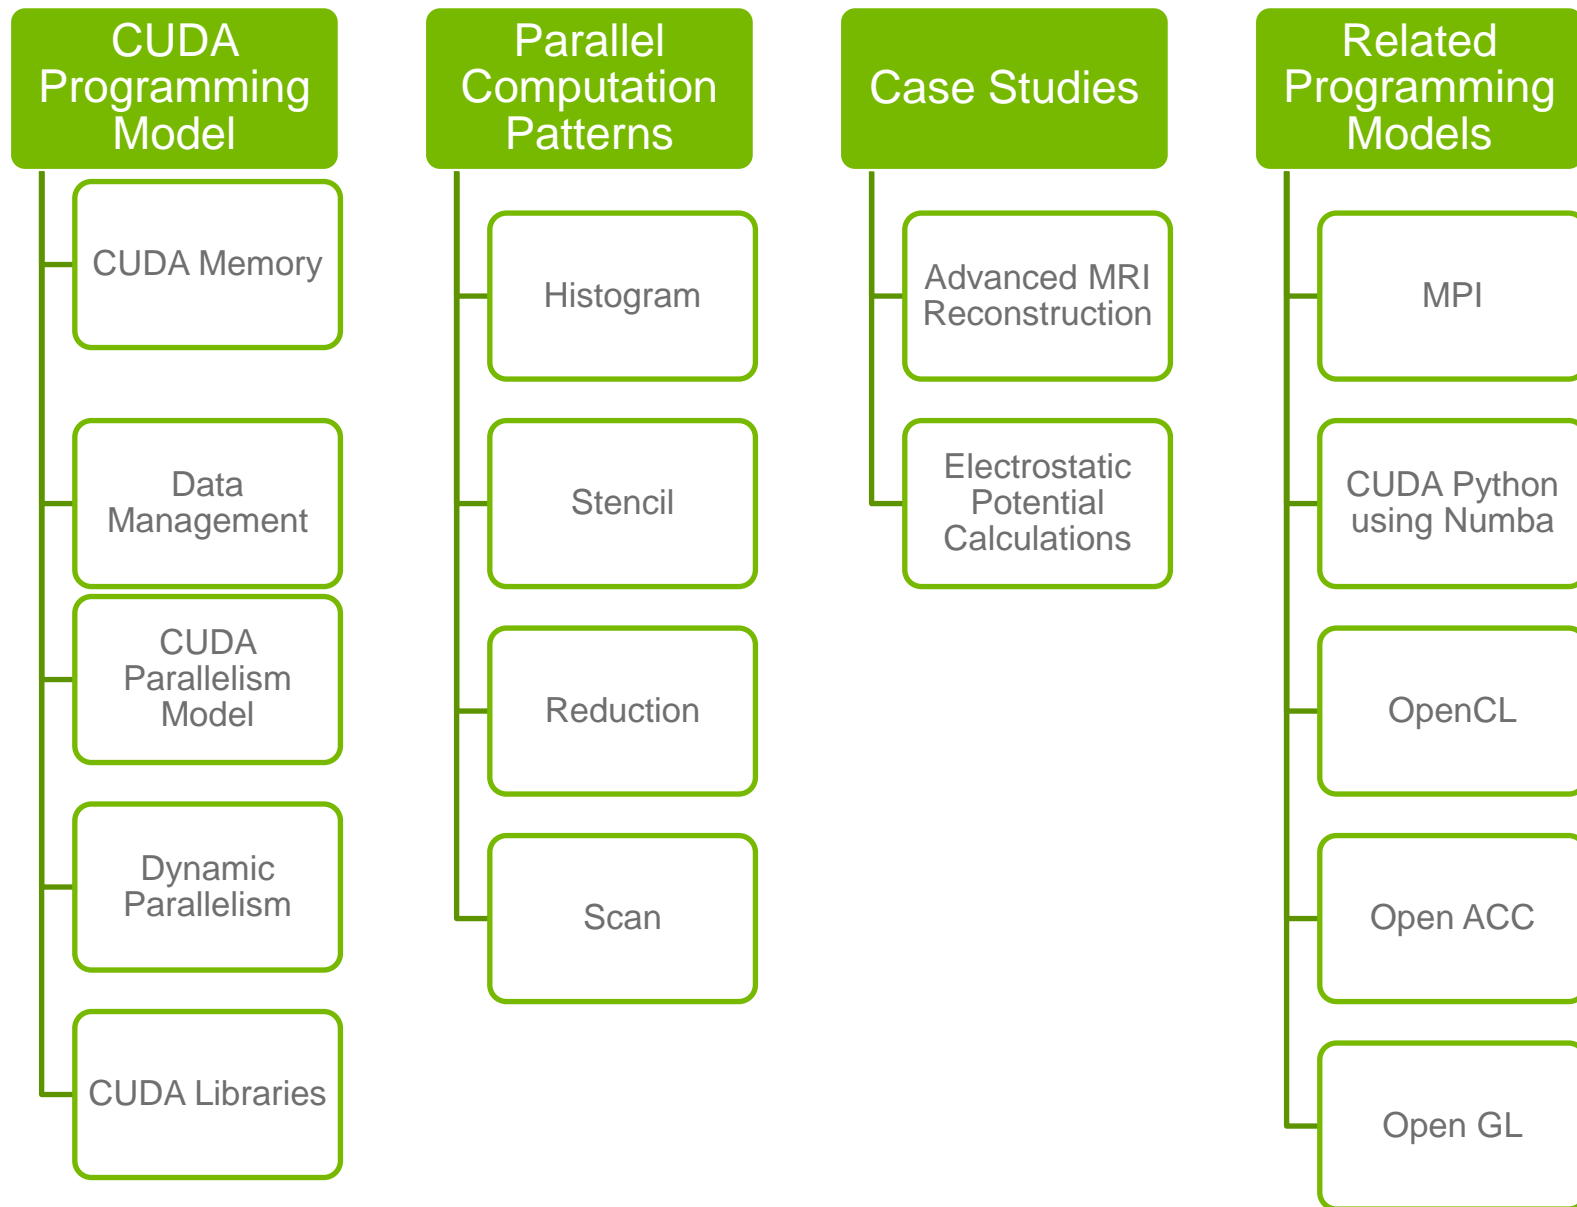 CUDA
Programming
Model
CUDA Memory
Data
Management
CUDA
Parallelism
Model
Dynamic
Parallelism
CUDA Libraries
Parallel
Computation
Patterns
Histogram
Stencil
Reduction
Scan
Case Studies
Advanced MRI
Reconstruction
Electrostatic
Potential
Calculations
Related
Programming
Models
MPI
CUDA Python
using Numba
OpenCL
Open ACC
Open GL